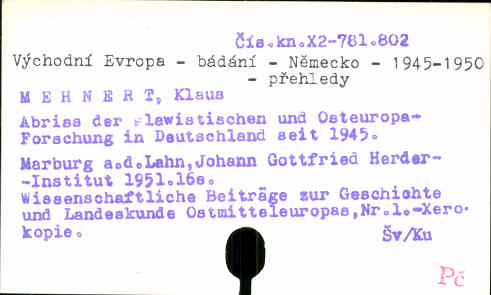 Čís.kn.X2-781.802
Východní Evropa - bádání - Německo - 1945-1950
- přehledy
M E H N E R T, Klaus
Abriss der slawistischen und Osteuropa-
Forschung in Deutschland seit 1945.
Marburg a.d.Lahn,Johann Gottfried Herder-
-Institut 1951.16s.
Wissenschaftliche Beiträge zur Geschichte
und Landeskunde Ostmitteleuropas,Nr.1.-Xero-
kopie.
Šv/Ku
Pč